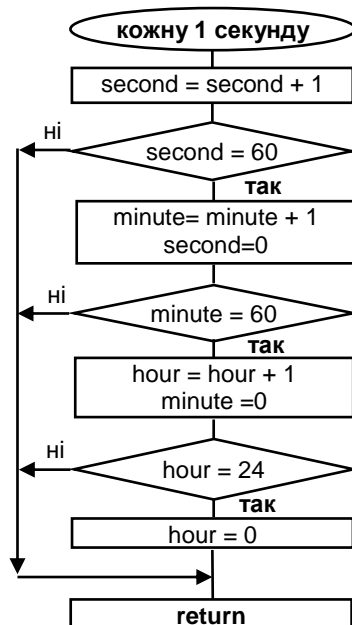 кожну 1 секунду
second = second + 1
ні
second = 60
так
minute= minute + 1
second=0
ні
minute = 60
так
hour = hour + 1
minute =0
ні
hour = 24
так
hour = 0
return